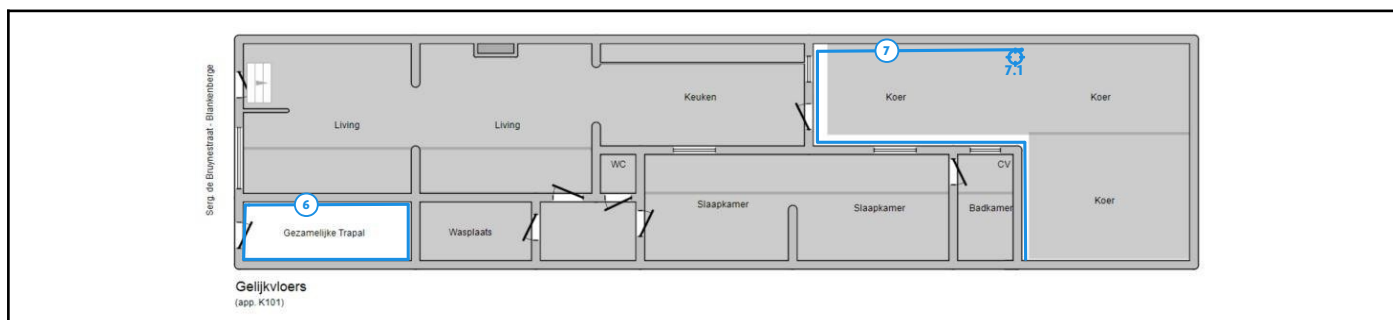 7
7.1
Keuken
Koer
Koer
Living
Living
Serg. de Bruynestraat - Blankenberge
WC
CV
Slaapkamer
Slaapkamer
Badkamer
Koer
6
Gezamelijke Trapal
Wasplaats
Gelijkvloers
(app. K101)